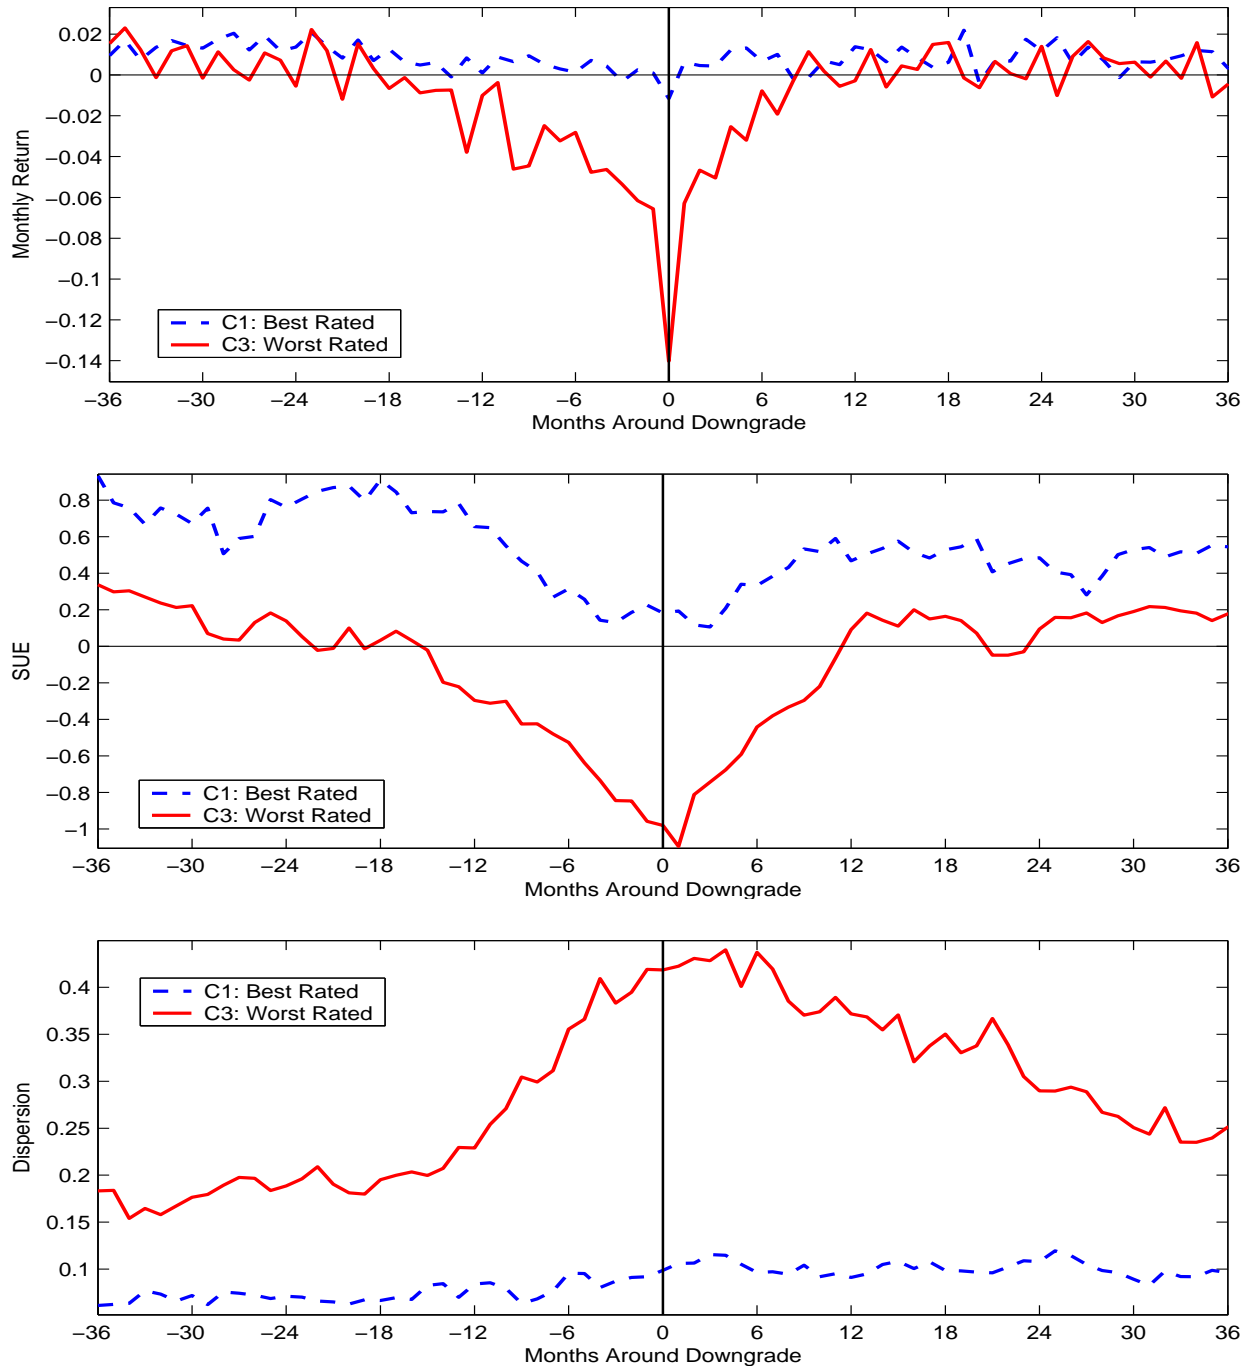 0.02
0
−0.02
−0.04
−0.06
−0.08
−0.1
−0.12
−0.14
Monthly Return
C1: Best Rated
C3: Worst Rated
−36 −30 −24 −18 −12 −6 0 6 12 18 24 30 36
Months Around Downgrade
0.8
0.6
0.4
0.2
0
−0.2
−0.4
−0.6
−0.8
−1
SUE
C1: Best Rated
C3: Worst Rated
−36 −30 −24 −18 −12 −6 0 6 12 18 24 30 36
Months Around Downgrade
0.4
0.35
0.3
0.25
0.2
0.15
0.1
Dispersion
C1: Best Rated
C3: Worst Rated
−36 −30 −24 −18 −12 −6 0 6 12 18 24 30 36
Months Around Downgrade